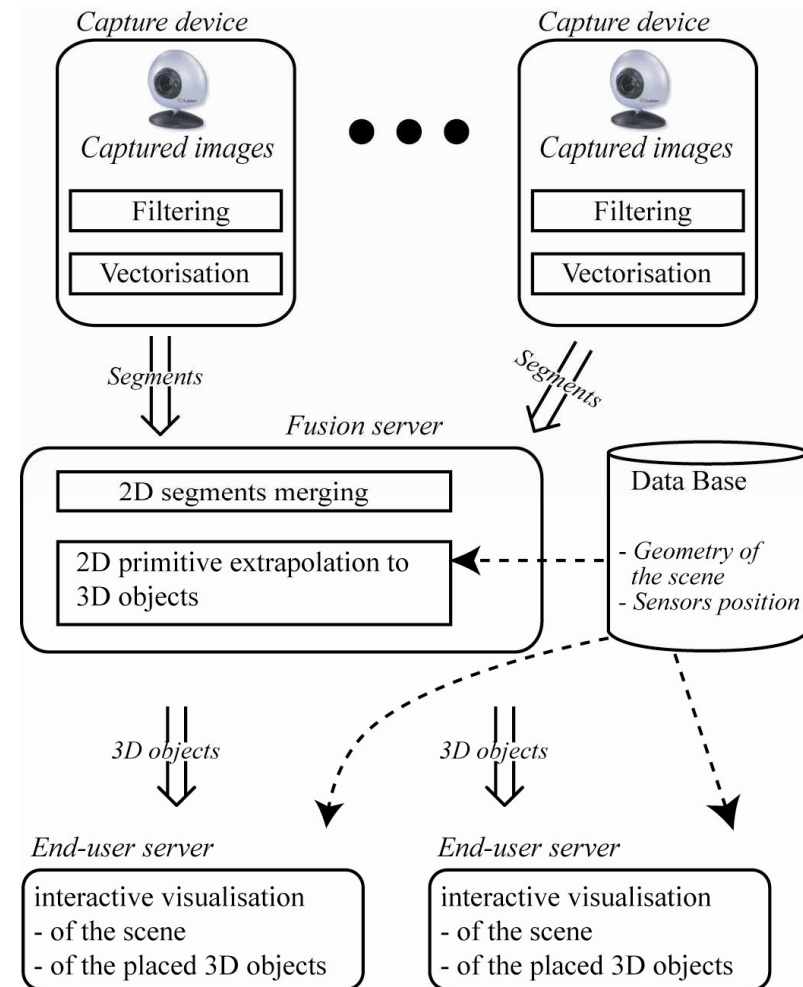 Capture device
Captured images
Filtering
Vectorisation
Capture device
Captured images
Filtering
Vectorisation
Segments
Segments
Fusion server
2D segments merging
2D primitive extrapolation to
3D objects
Data Base
- Geometry of
the scene
- Sensors position
3D objects
3D objects
End-user server
interactive visualisation
- of the scene
- of the placed 3D objects
End-user server
interactive visualisation
- of the scene
- of the placed 3D objects